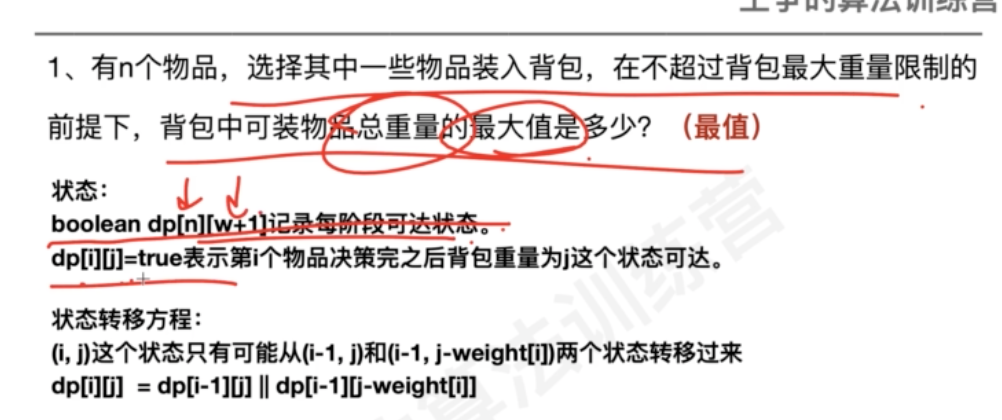 1、有n个物品，选择其中一些物品装入背包，在不超过背包最大重量限制的
前提下，背包中可装物品总重量的最大值是多少？（最值）
状态：
boolean dp[n][w+1]记录每阶段可达状态。
dp[i][j]=true表示第i个物品决策完之后背包重量为j这个状态可达。
状态转移方程：
(i, j)这个状态只有可能从(i-1, j)和(i-1, j-weight[i])两个状态转移过来
dp[i][j] = dp[i-1][j] || dp[i-1][j-weight[i]]